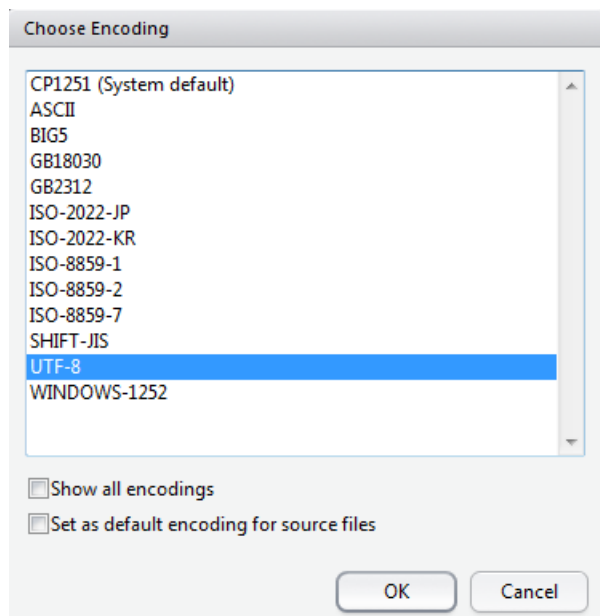 Choose Encoding
CP1251 (System default)
ASCII
BIG5
GB18030
GB2312
ISO-2022-JP
ISO-2022-KR
ISO-8859-1
ISO-8859-2
ISO-8859-7
SHIFT-JIS
UTF-8
WINDOWS-1252
Show all encodings
Set as default encoding for source files
OK Cancel